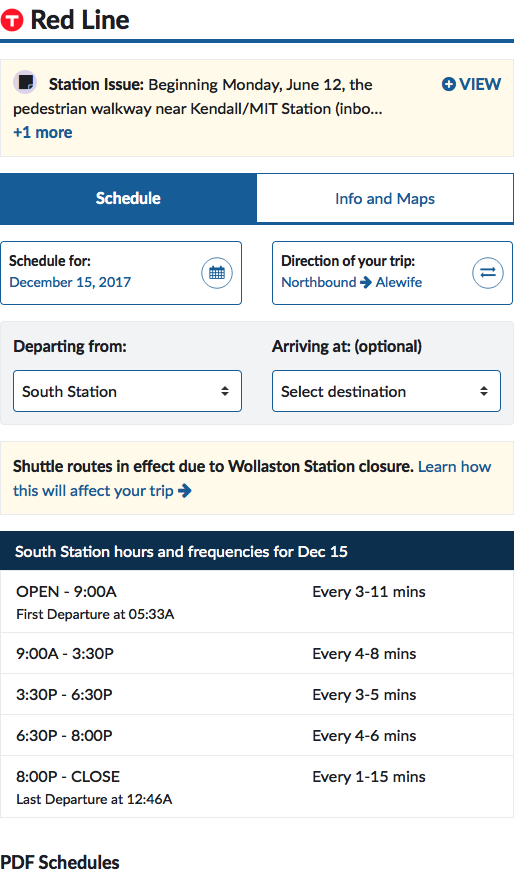 T Red Line
Station Issue: Beginning Monday, June 12, the
pedestrian walkway near Kendall/MIT Station (inbo...
+1 more
VIEW
Schedule
Info and Maps
Schedule for:
December 15, 2017
Direction of your trip:
Northbound → Alewife
Departing from:
South Station
Arriving at: (optional)
Select destination
Shuttle routes in effect due to Wollaston Station closure. Learn how
this will affect your trip →
South Station hours and frequencies for Dec 15
OPEN - 9:00A Every 3-11 mins
First Departure at 05:33A
9:00A - 3:30P Every 4-8 mins
3:30P - 6:30P Every 3-5 mins
6:30P - 8:00P Every 4-6 mins
8:00P - CLOSE Every 1-15 mins
Last Departure at 12:46A
PDF Schedules